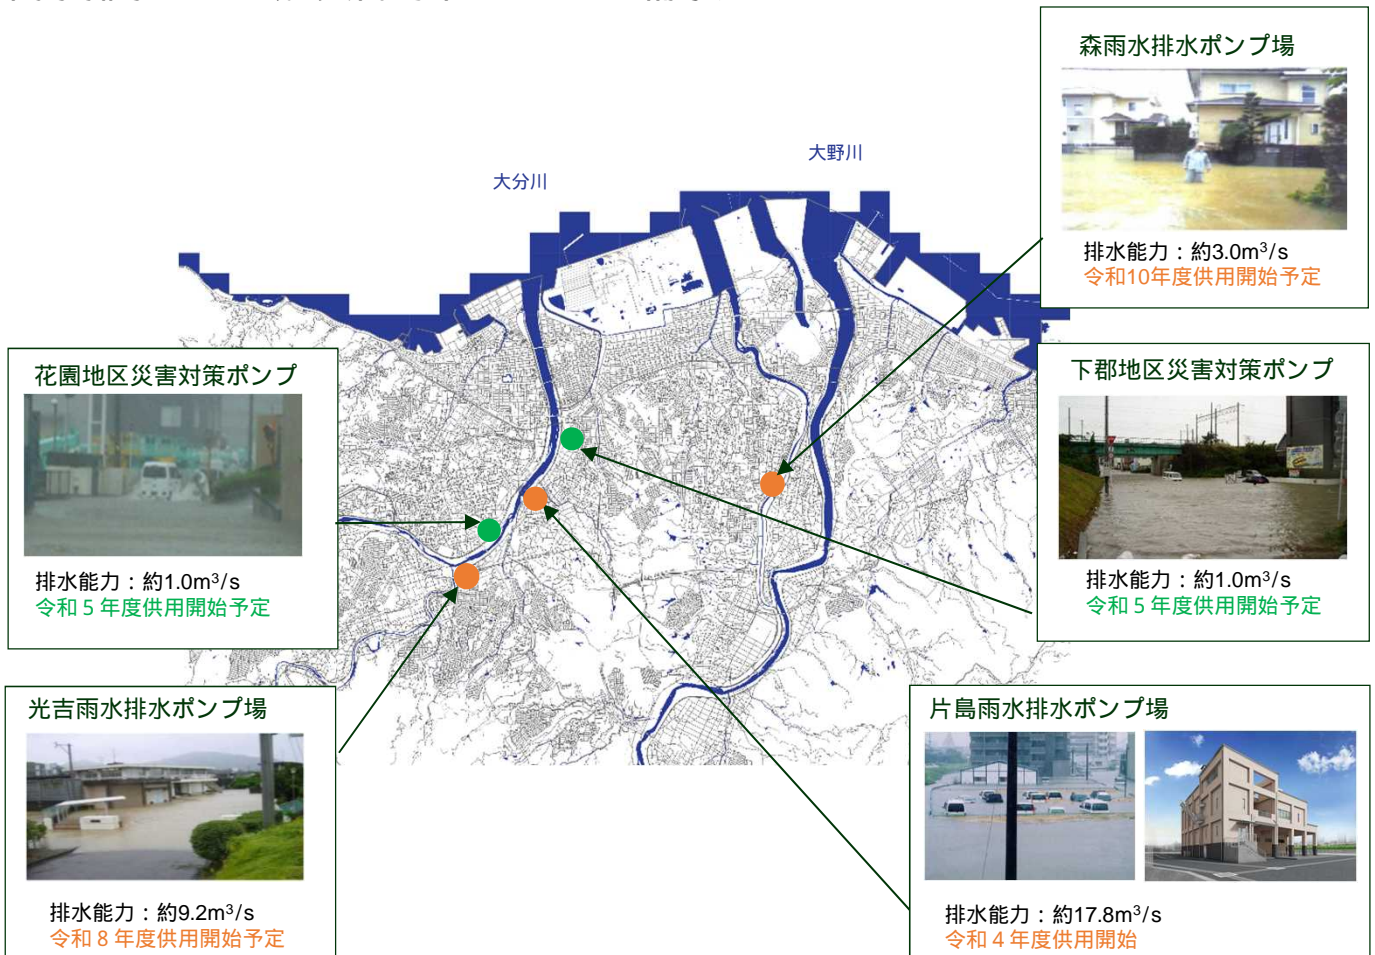 森雨水排水ポンプ場
排水能力：約3.0m³/s
令和10年度供用開始予定
大野川
大分川
花園地区災害対策ポンプ
排水能力：約1.0m³/s
令和５年度供用開始予定
下郡地区災害対策ポンプ
排水能力：約1.0m³/s
令和５年度供用開始予定
光吉雨水排水ポンプ場
排水能力：約9.2m³/s
令和８年度供用開始予定
片島雨水排水ポンプ場
排水能力：約17.8m³/s
令和４年度供用開始